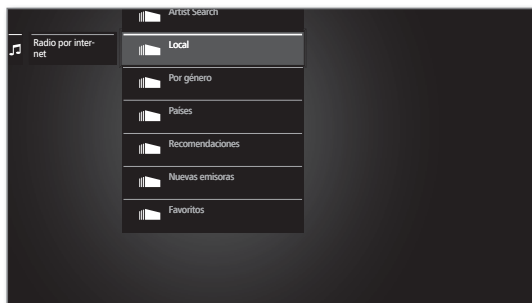 Artist Search
Radio por inter-
net
Local
Por género
Países
Recomendaciones
Nuevas emisoras
Favoritos